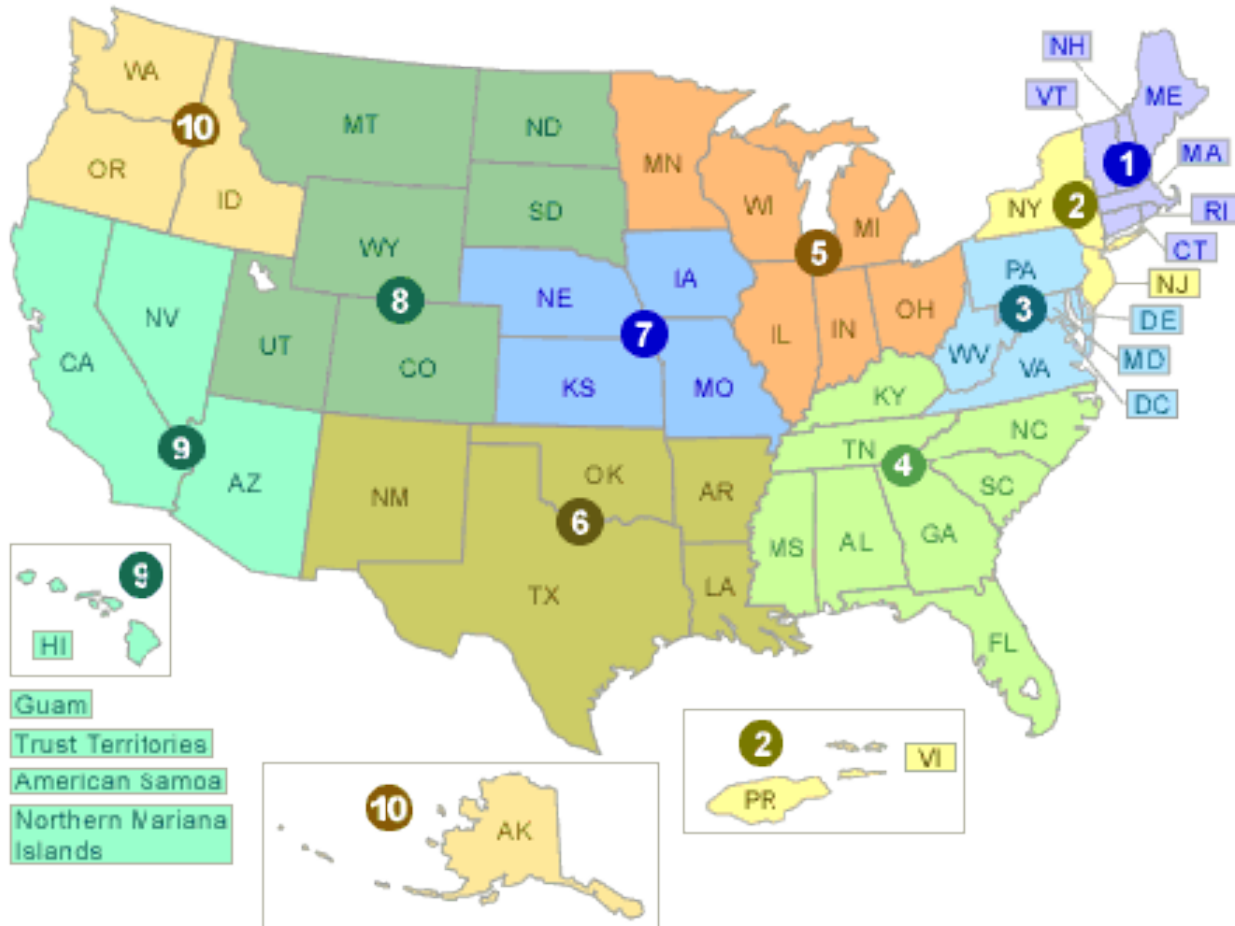 NH
WA
ME
VT
MT
ND
10
MN
1
MA
OR
WI
ID
SD
NY
2
RI
MI
WY
5
CT
PA
IA
NJ
NE
8
3
NV
7
DE
IL
IN
OH
UT
CA
WV
MD
CO
VA
KS
MO
KY
DC
NC
9
TN
4
OK
AZ
AR
SC
NM
6
GA
MS
AL
9
LA
TX
HI
FL
Guam
Trust Territories
2
VI
American Samoa
PR
10
Northern Mariana
Islands
AK